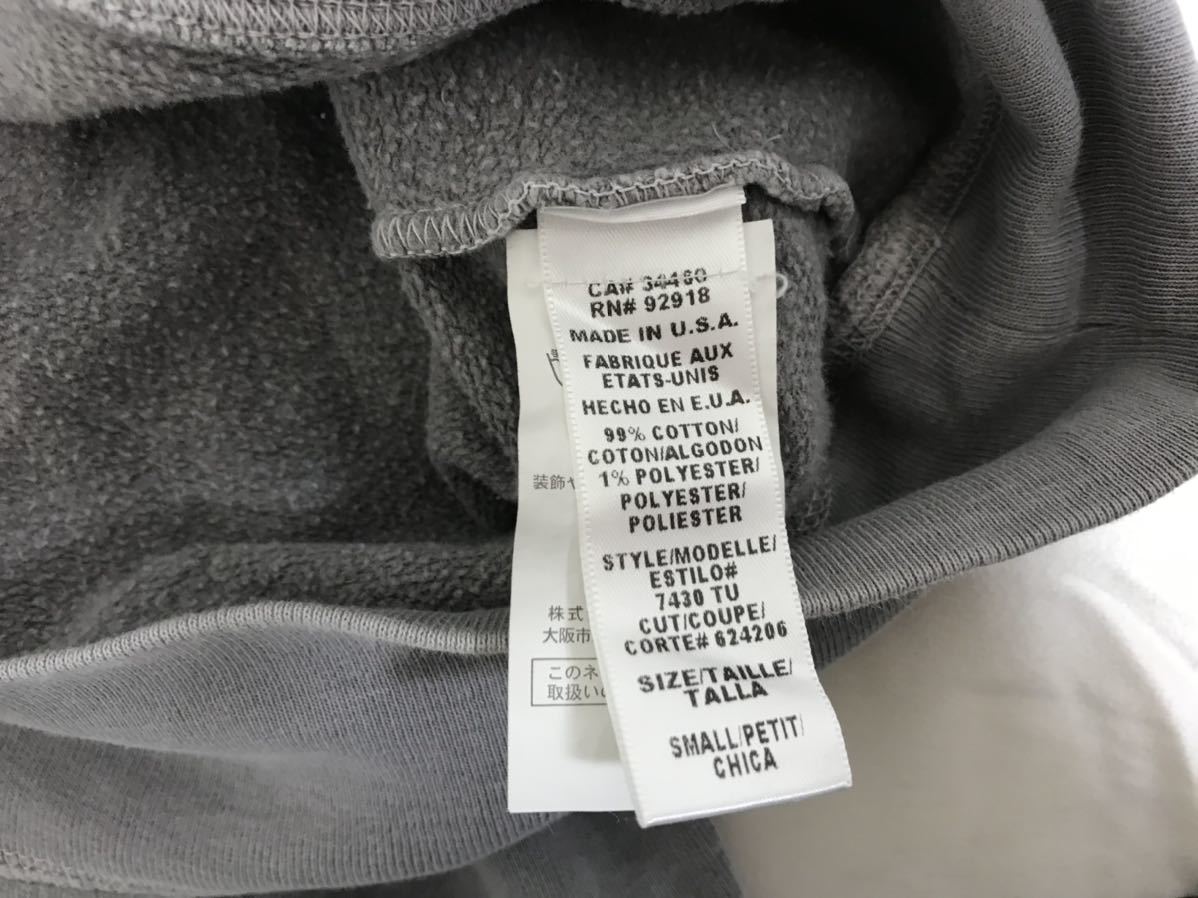 CA# 34480
RN# 92918
MADE IN U.S.A.
FABRIQUE AUX
ETATS-UNIS
HECHO EN E.U.A.
99% COTTON/
COTON/ALGODON
1% POLYESTER/
POLYESTER/
POLIESTER
STYLE/MODELLE/
ESTILO#
7430 TU
CUT/COUPE/
CORTE# 624206
SIZE/TAILLE/
TALLA
SMALL/PETIT/
CHICA
装飾
株式
大阪市
このネ
取扱い